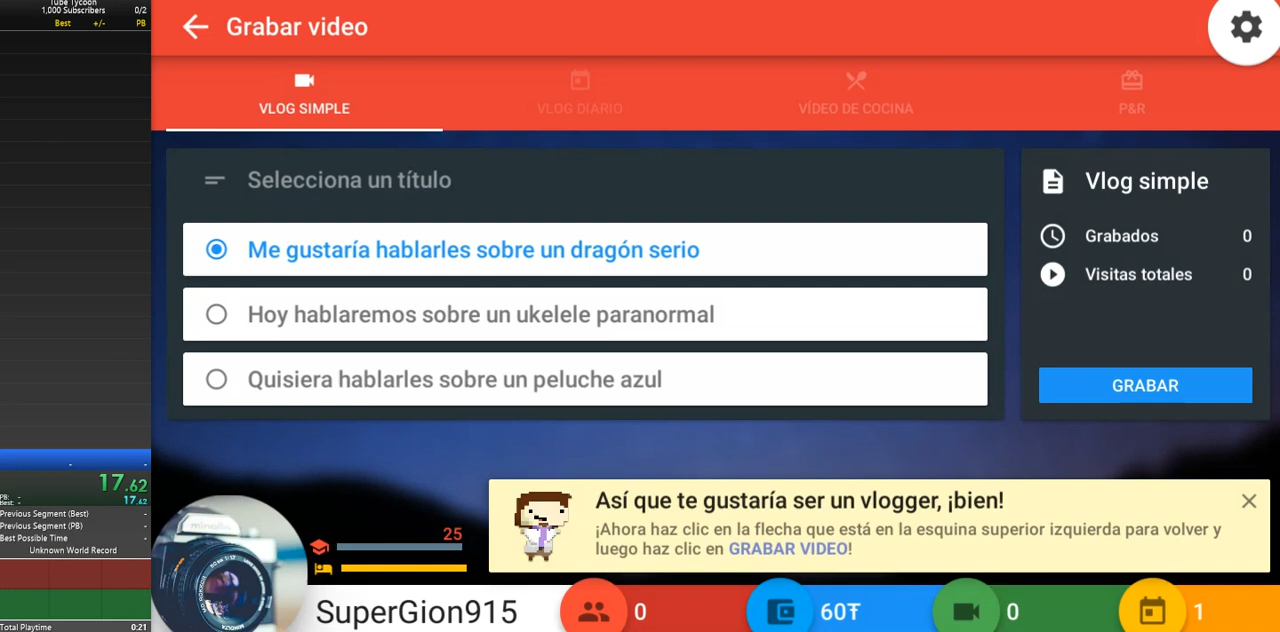 Tube Tycoon
1,000 Subscribers 0/2
Best +/- PB
- -
17.62
PB: -
Best: - 17.62
Previous Segment (Best) -
Previous Segment (PB) -
Best Possible Time -
Unknown World Record
Total Playtime 0:21
Grabar video
VLOG SIMPLE
VLOG DIARIO
VÍDEO DE COCINA
P&R
Selecciona un título
Me gustaría hablarles sobre un dragón serio
Hoy hablaremos sobre un ukelele paranormal
Quisiera hablarles sobre un peluche azul
Vlog simple
Grabados 0
Visitas totales 0
GRABAR
Así que te gustaría ser un vlogger, ¡bien!
¡Ahora haz clic en la flecha que está en la esquina superior izquierda para volver y
luego haz clic en GRABAR VIDEO!
25
minolta
SuperGion915
0
60₮
0
1